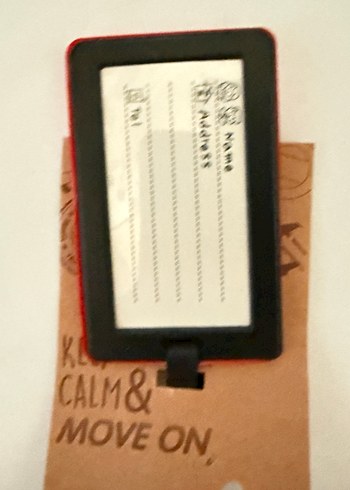 Name
Address
Tel
CALM &
MOVE ON,